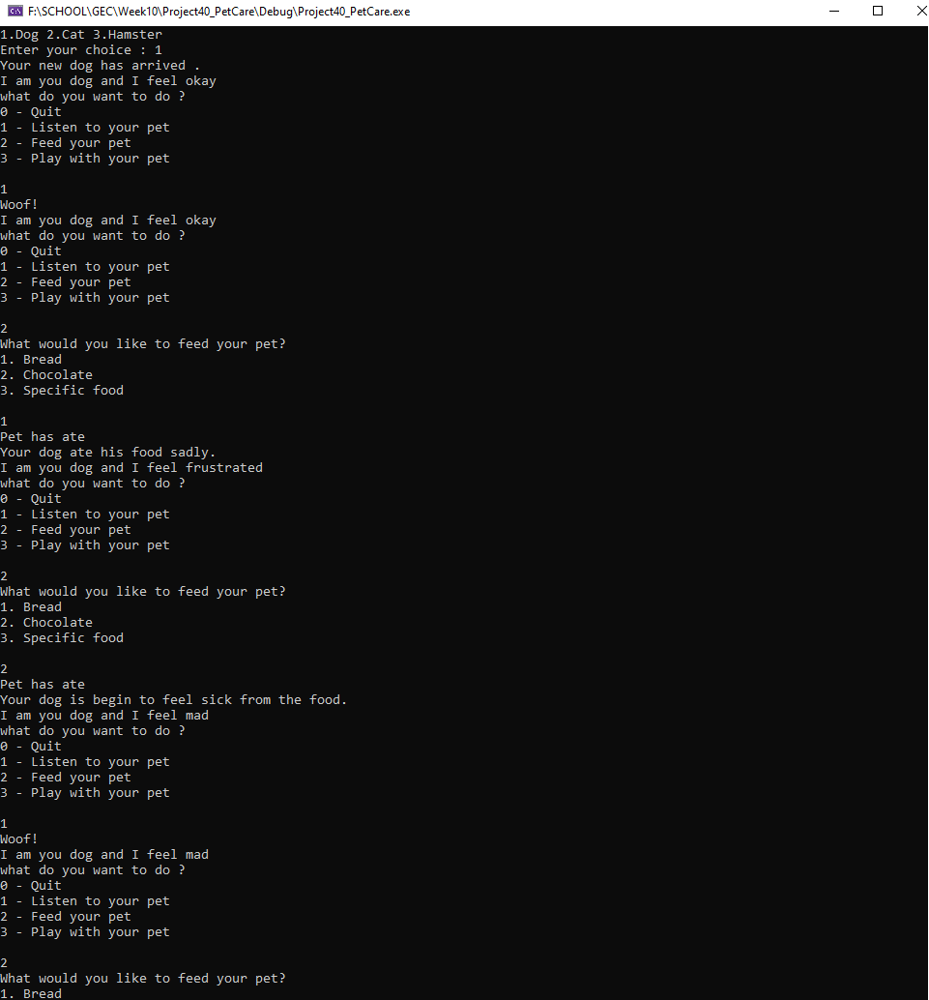 F:\SCHOOL\GEC\Week10\Project40_PetCare\Debug\Project40_PetCare.exe
1.Dog 2.Cat 3.Hamster
Enter your choice : 1
Your new dog has arrived .
I am you dog and I feel okay
what do you want to do ?
0 - Quit
1 - Listen to your pet
2 - Feed your pet
3 - Play with your pet
1
Woof!
I am you dog and I feel okay
what do you want to do ?
0 - Quit
1 - Listen to your pet
2 - Feed your pet
3 - Play with your pet
2
What would you like to feed your pet?
1. Bread
2. Chocolate
3. Specific food
1
Pet has ate
Your dog ate his food sadly.
I am you dog and I feel frustrated
what do you want to do ?
0 - Quit
1 - Listen to your pet
2 - Feed your pet
3 - Play with your pet
2
What would you like to feed your pet?
1. Bread
2. Chocolate
3. Specific food
2
Pet has ate
Your dog is begin to feel sick from the food.
I am you dog and I feel mad
what do you want to do ?
0 - Quit
1 - Listen to your pet
2 - Feed your pet
3 - Play with your pet
1
Woof!
I am you dog and I feel mad
what do you want to do ?
0 - Quit
1 - Listen to your pet
2 - Feed your pet
3 - Play with your pet
2
What would you like to feed your pet?
1. Bread